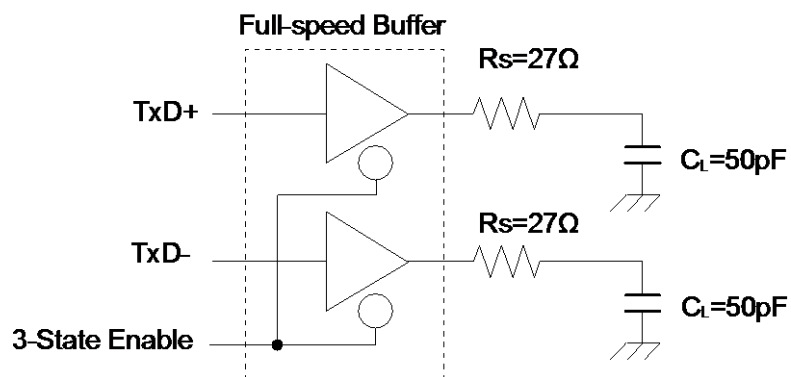 Full-speed Buffer
Rs=27Ω
TxD+
CL=50pF
Rs=27Ω
TxD-
CL=50pF
3-State Enable